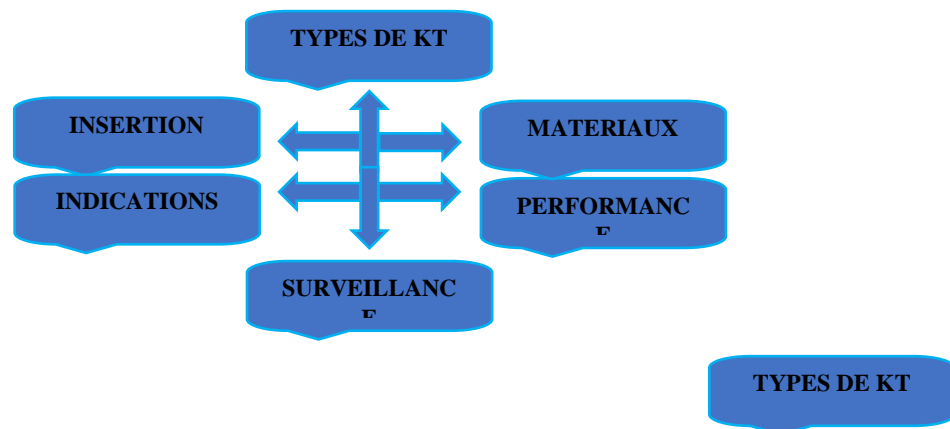 TYPES DE KT
INSERTION
MATERIAUX
INDICATIONS
PERFORMANC
E
SURVEILLANC
E
TYPES DE KT